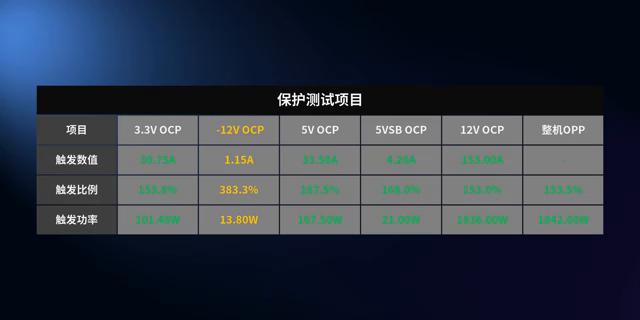 保护测试项目
项目 3.3V OCP -12V OCP 5V OCP 5VSB OCP 12V OCP 整机OPP
触发数值 30.75A 1.15A 33.50A 4.20A 153.00A -
触发比例 153.8% 383.3% 167.5% 168.0% 153.0% 153.5%
触发功率 101.48W 13.80W 167.50W 21.00W 1836.00W 1842.00W